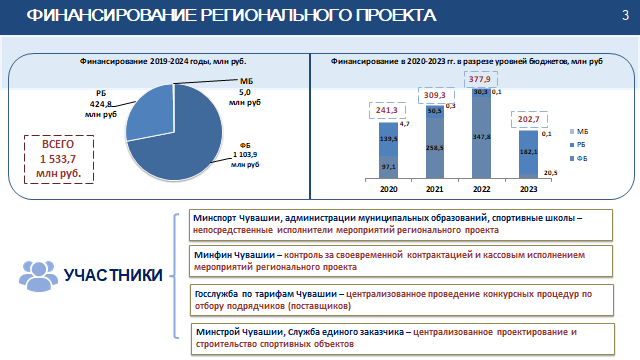 ФИНАНСИРОВАНИЕ РЕГИОНАЛЬНОГО ПРОЕКТА
3
Финансирование 2019-2024 годы, млн руб.
МБ
5,0
млн руб
РБ
424,8
млн руб
ФБ
1 103,9
млн руб
ВСЕГО
1 533,7
млн руб.
Финансирование в 2020-2023 гг. в разрезе уровней бюджетов, млн руб
241,3
4,7
139,5
97,1
2020
309,3
0,3
50,5
258,5
2021
377,9
30,3
0,1
347,8
2022
202,7
0,1
182,1
20,5
2023
МБ
РБ
ФБ
УЧАСТНИКИ
Минспорт Чувашии, администрации муниципальных образований, спортивные школы –
непосредственные исполнители мероприятий регионального проекта
Минфин Чувашии – контроль за своевременной контрактацией и кассовым исполнением
мероприятий регионального проекта
Госслужба по тарифам Чувашии – централизованное проведение конкурсных процедур по
отбору подрядчиков (поставщиков)
Минстрой Чувашии, Служба единого заказчика – централизованное проектирование и
строительство спортивных объектов